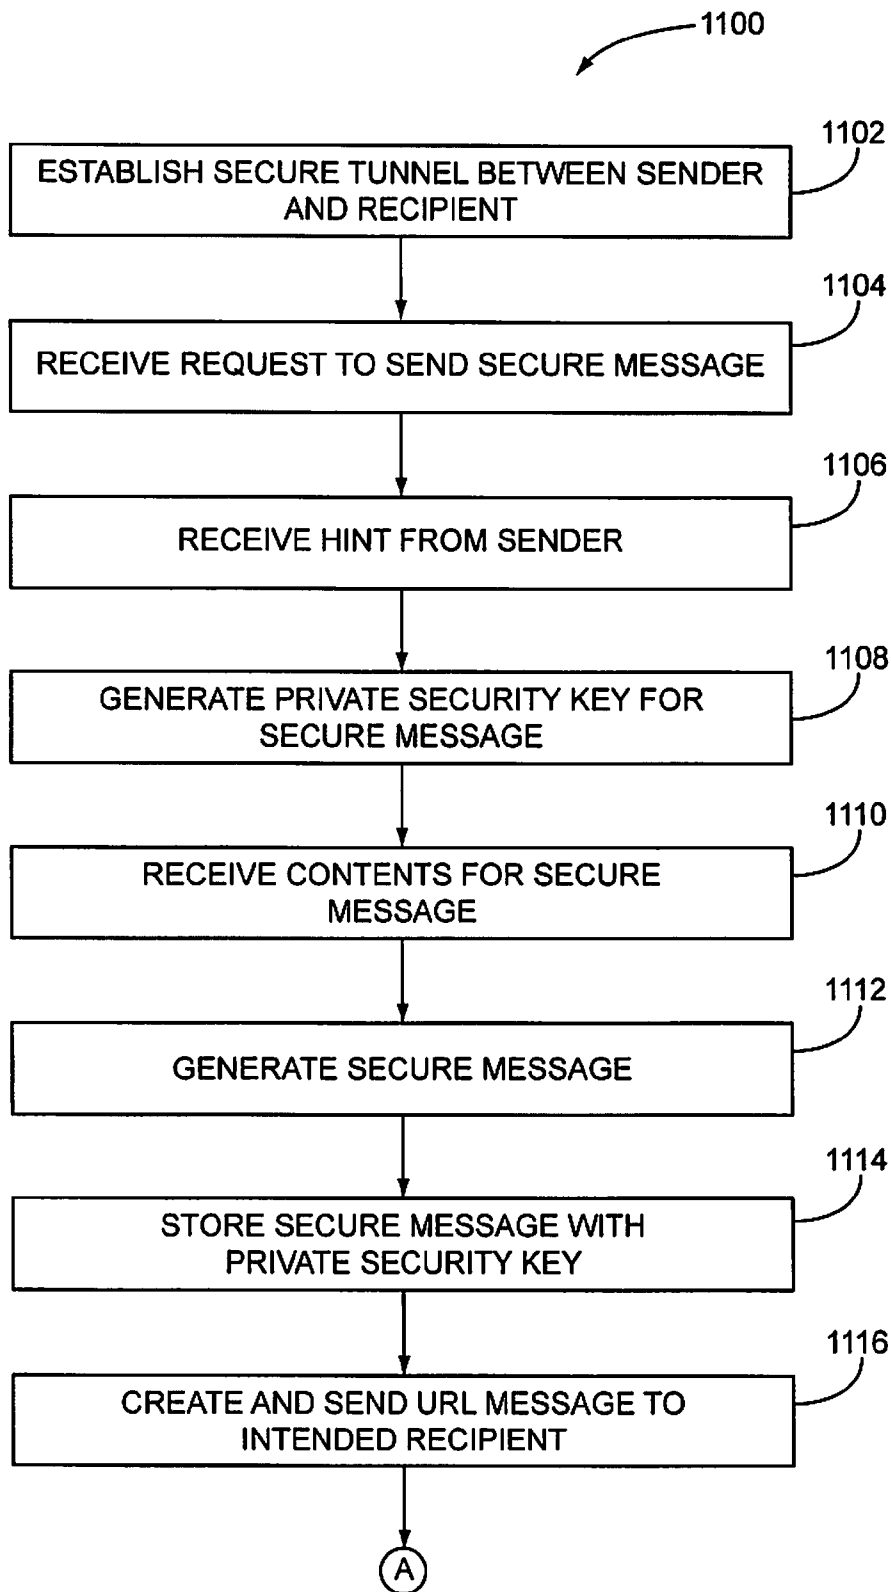 1100
1102
ESTABLISH SECURE TUNNEL BETWEEN SENDER
AND RECIPIENT
1104
RECEIVE REQUEST TO SEND SECURE MESSAGE
1106
RECEIVE HINT FROM SENDER
1108
GENERATE PRIVATE SECURITY KEY FOR
SECURE MESSAGE
1110
RECEIVE CONTENTS FOR SECURE
MESSAGE
1112
GENERATE SECURE MESSAGE
1114
STORE SECURE MESSAGE WITH
PRIVATE SECURITY KEY
1116
CREATE AND SEND URL MESSAGE TO
INTENDED RECIPIENT
A